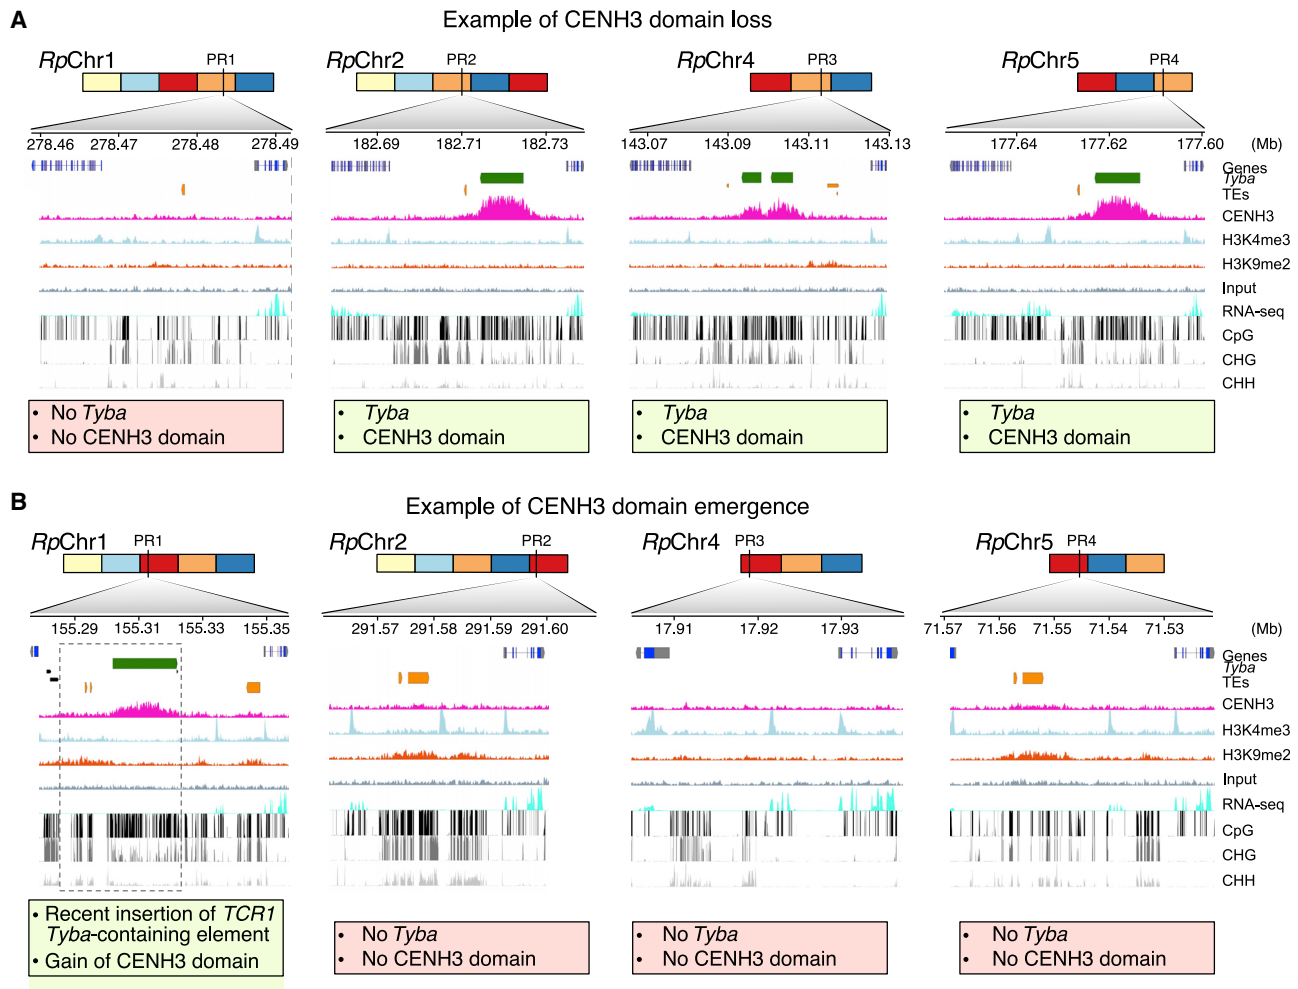 A
Example of CENH3 domain loss
RpChr1 PR1
RpChr2 PR2
RpChr4 PR3
RpChr5 PR4
278.46 278.47 278.48 278.49
182.69 182.71 182.73
143.07 143.09 143.11 143.13
177.64 177.62 177.60 (Mb)
Genes
Tyba
TEs
CENH3
H3K4me3
H3K9me2
Input
RNA-seq
CpG
CHG
CHH
• No Tyba
• No CENH3 domain
• Tyba
• CENH3 domain
• Tyba
• CENH3 domain
• Tyba
• CENH3 domain
B
Example of CENH3 domain emergence
RpChr1 PR1
RpChr2 PR2
RpChr4 PR3
RpChr5 PR4
155.29 155.31 155.33 155.35
291.57 291.58 291.59 291.60
17.91 17.92 17.93
71.57 71.56 71.55 71.54 71.53 (Mb)
Genes
Tyba
TEs
CENH3
H3K4me3
H3K9me2
Input
RNA-seq
CpG
CHG
CHH
• Recent insertion of TCR1
Tyba-containing element
• Gain of CENH3 domain
• No Tyba
• No CENH3 domain
• No Tyba
• No CENH3 domain
• No Tyba
• No CENH3 domain